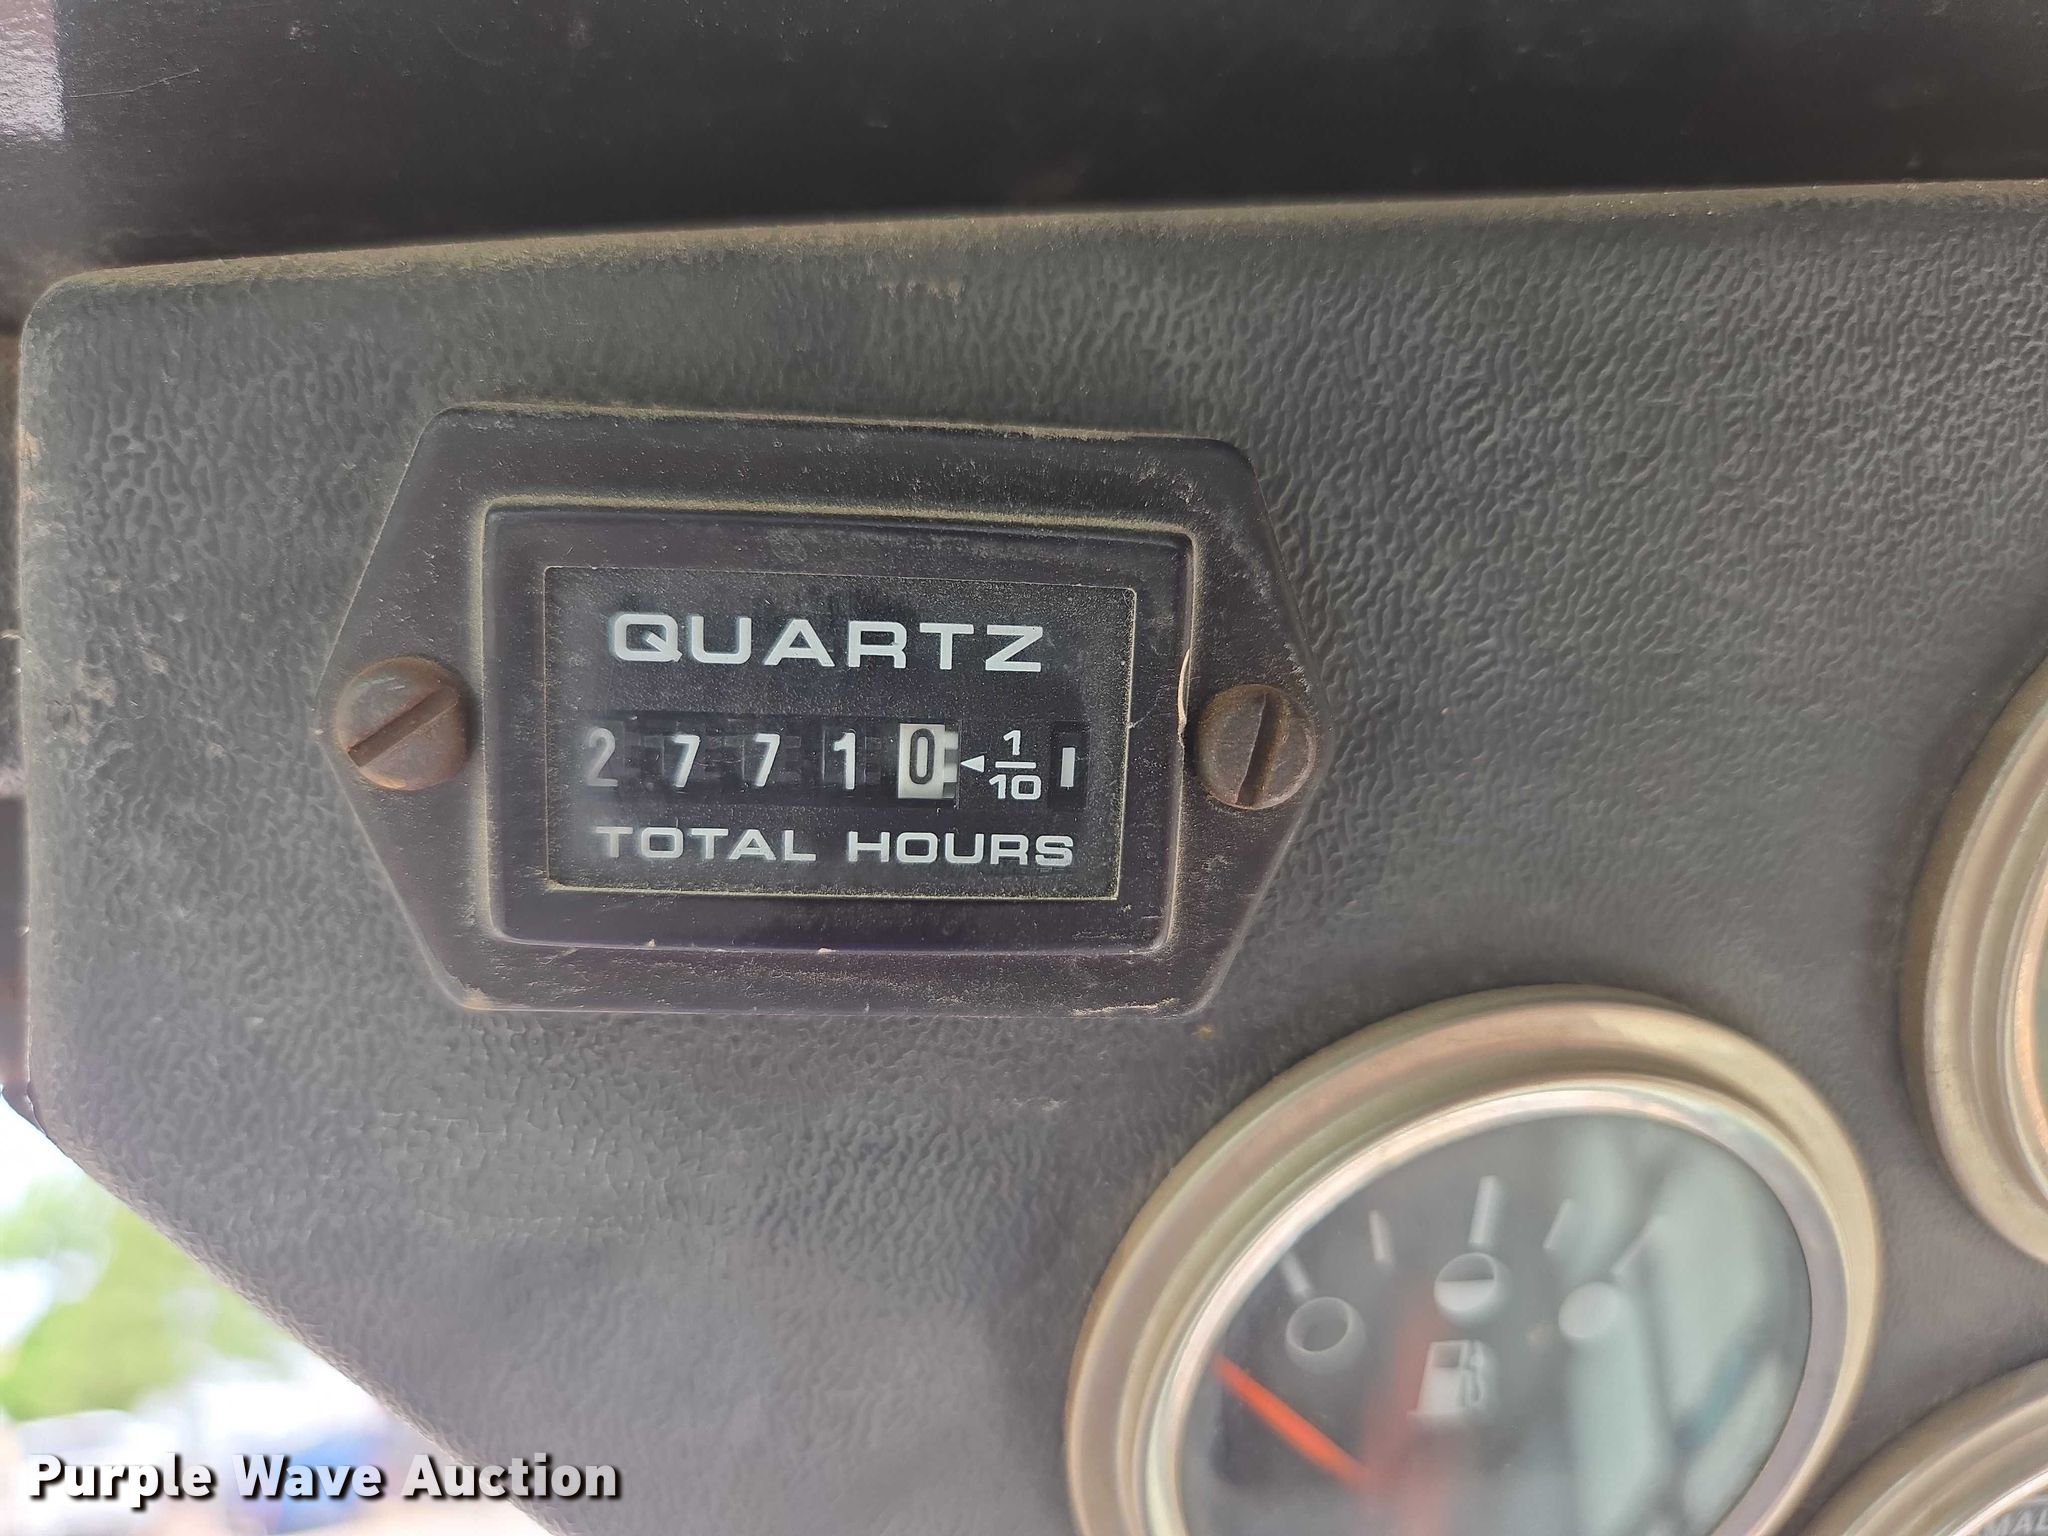 QUARTZ
2 7 7 1 0 ◄ 1/10
TOTAL HOURS
Purple Wave Auction